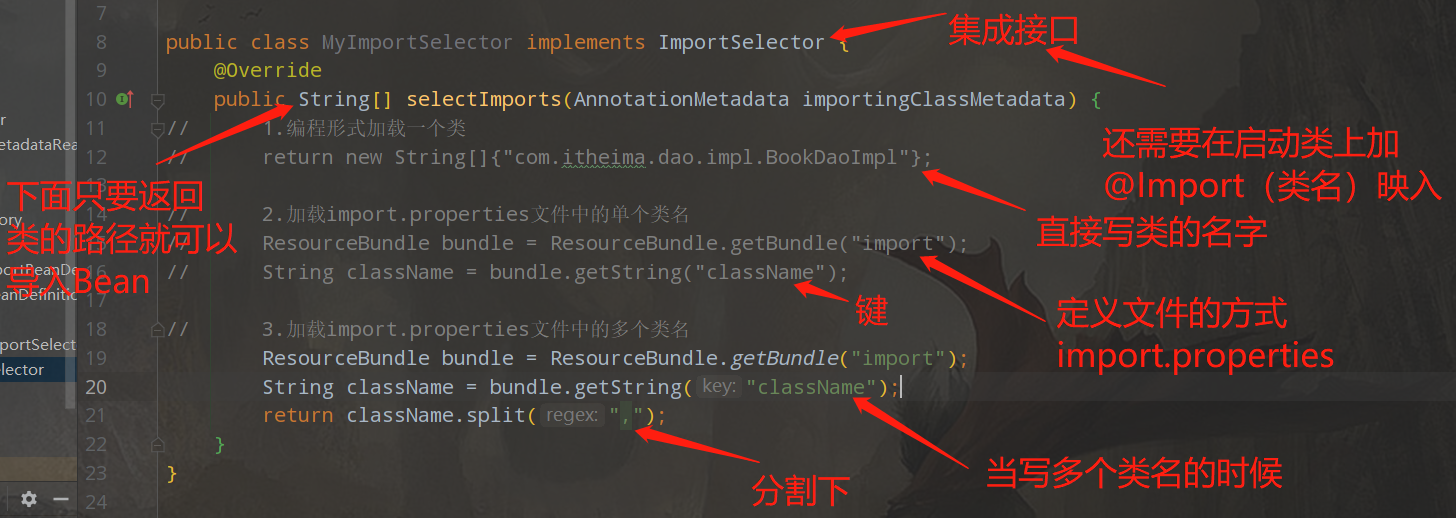 7
8 public class MyImportSelector implements ImportSelector {
9 @Override
10 public String[] selectImports(AnnotationMetadata importingClassMetadata) {
11 // 1.编程形式加载一个类
12 // return new String[]{"com.itheima.dao.impl.BookDaoImpl"};
13
14 // 2.加载import.properties文件中的单个类名
15 // ResourceBundle bundle = ResourceBundle.getBundle("import");
16 // String className = bundle.getString("className");
17
18 // 3.加载import.properties文件中的多个类名
19 ResourceBundle bundle = ResourceBundle.getBundle("import");
20 String className = bundle.getString( key: "className");
21 return className.split( regex: ",");
22 }
23 }
24
集成接口
还需要在启动类上加
@Import（类名）映入
直接写类的名字
下面只要返回
类的路径就可以
导入Bean
键
定义文件的方式
import.properties
当写多个类名的时候
分割下
r
etadataRea
ory
portBeanDe
eanDefinitic
portSelect
elector